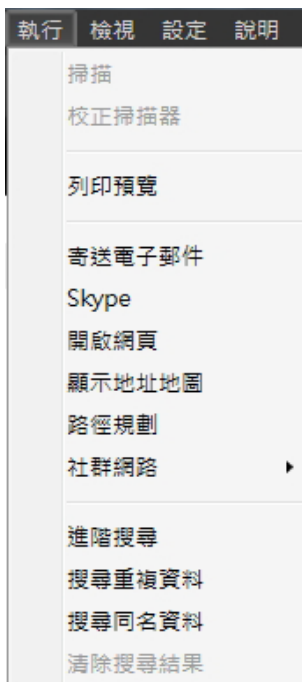 執行 檢視 設定 說明
掃描
校正掃描器
列印預覽
寄送電子郵件
Skype
開啟網頁
顯示地址地圖
路徑規劃
社群網路
進階搜尋
搜尋重複資料
搜尋同名資料
清除搜尋結果